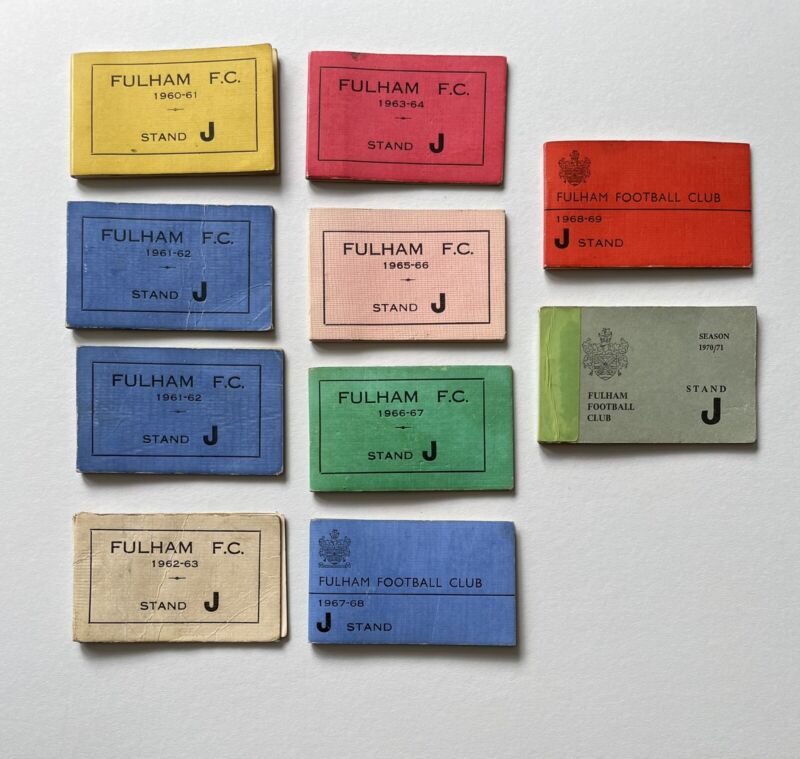 FULHAM F.C.
1960-61
STAND J
FULHAM F.C.
1961-62
STAND J
FULHAM F.C.
1961-62
STAND J
FULHAM F.C.
1962-63
STAND J
FULHAM F.C.
1963-64
STAND J
FULHAM F.C.
1965-66
STAND J
FULHAM F.C.
1966-67
STAND J
FULHAM FOOTBALL CLUB
1967-68
J STAND
FULHAM FOOTBALL CLUB
1968-69
J STAND
SEASON
1970/71
STAND
J
FULHAM
FOOTBALL
CLUB